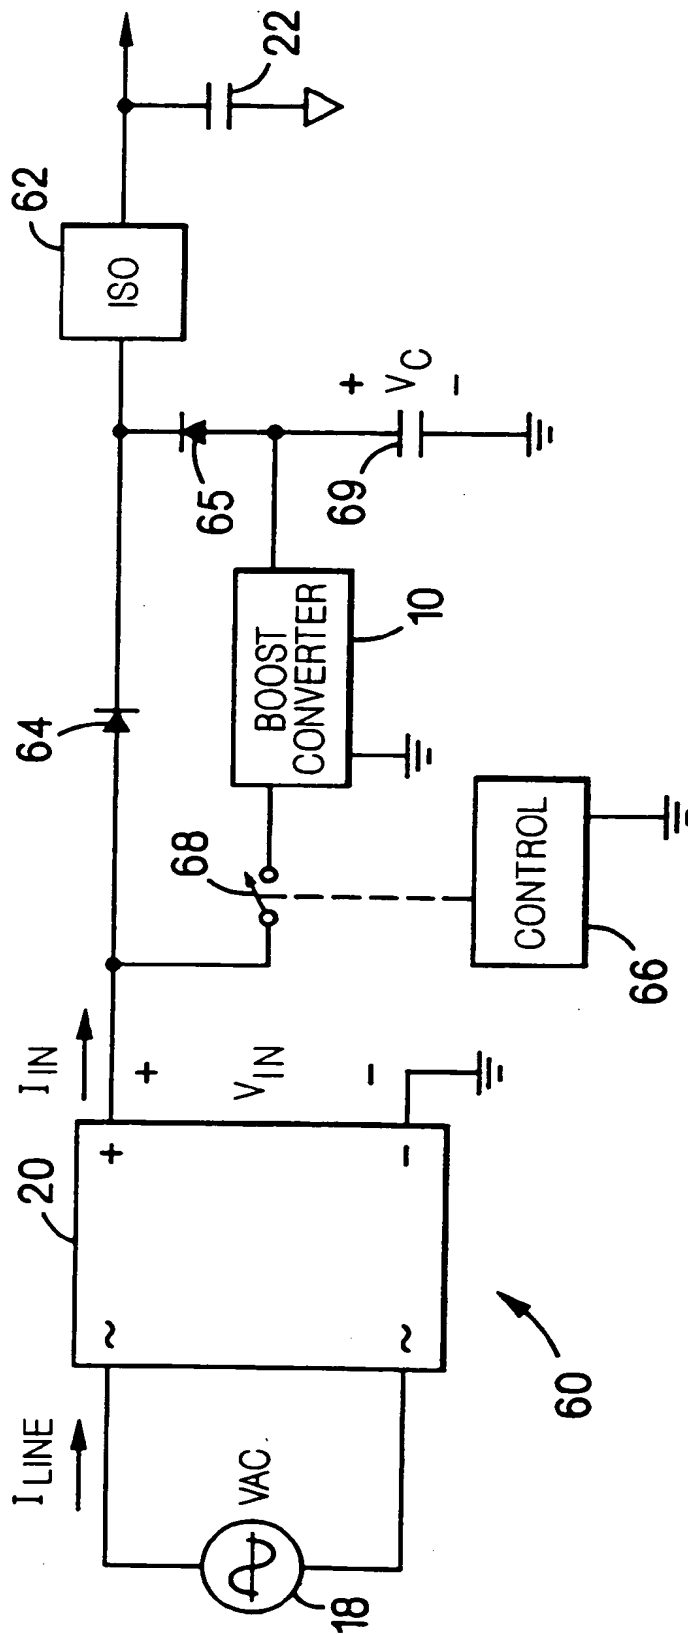 I LINE
VAC
18
~
~
20
+
-
I IN
+
V IN
-
60
64
68
BOOST
CONVERTER
10
CONTROL
66
65
69
+
V C
-
62
ISO
22